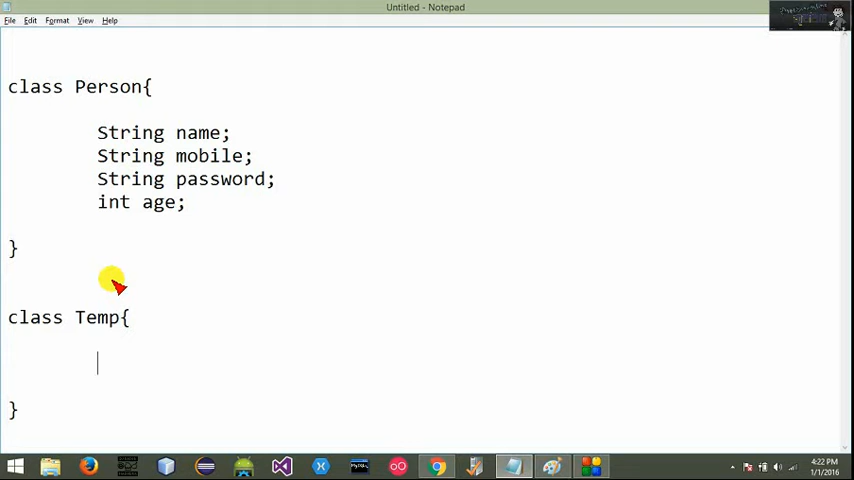 Untitled - Notepad
File Edit Format View Help
class Person{
String name;
String mobile;
String password;
int age;
}
class Temp{
}
4:22 PM
1/1/2016